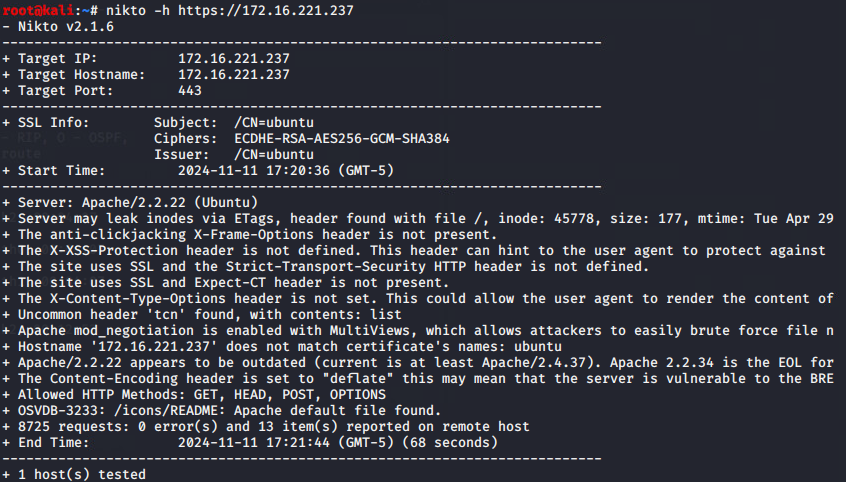 root@kali:~# nikto -h https://172.16.221.237
- Nikto v2.1.6
---------------------------------------------------------------------------
+ Target IP:          172.16.221.237
+ Target Hostname:    172.16.221.237
+ Target Port:        443
---------------------------------------------------------------------------
+ SSL Info:        Subject:  /CN=ubuntu
- RIP, O - OSPF,   Ciphers:  ECDHE-RSA-AES256-GCM-SHA384
route              Issuer:   /CN=ubuntu
+ Start Time:         2024-11-11 17:20:36 (GMT-5)
---------------------------------------------------------------------------
+ Server: Apache/2.2.22 (Ubuntu)
+ Server may leak inodes via ETags, header found with file /, inode: 45778, size: 177, mtime: Tue Apr 29
+ The anti-clickjacking X-Frame-Options header is not present.
+ The X-XSS-Protection header is not defined. This header can hint to the user agent to protect against
+ The site uses SSL and the Strict-Transport-Security HTTP header is not defined.
+ The site uses SSL and Expect-CT header is not present.
+ The X-Content-Type-Options header is not set. This could allow the user agent to render the content of
+ Uncommon header 'tcn' found, with contents: list
+ Apache mod_negotiation is enabled with MultiViews, which allows attackers to easily brute force file n
+ Hostname '172.16.221.237' does not match certificate's names: ubuntu
+ Apache/2.2.22 appears to be outdated (current is at least Apache/2.4.37). Apache 2.2.34 is the EOL for
+ The Content-Encoding header is set to "deflate" this may mean that the server is vulnerable to the BRE
+ Allowed HTTP Methods: GET, HEAD, POST, OPTIONS
+ OSVDB-3233: /icons/README: Apache default file found.
+ 8725 requests: 0 error(s) and 13 item(s) reported on remote host
+ End Time:           2024-11-11 17:21:44 (GMT-5) (68 seconds)
---------------------------------------------------------------------------
+ 1 host(s) tested